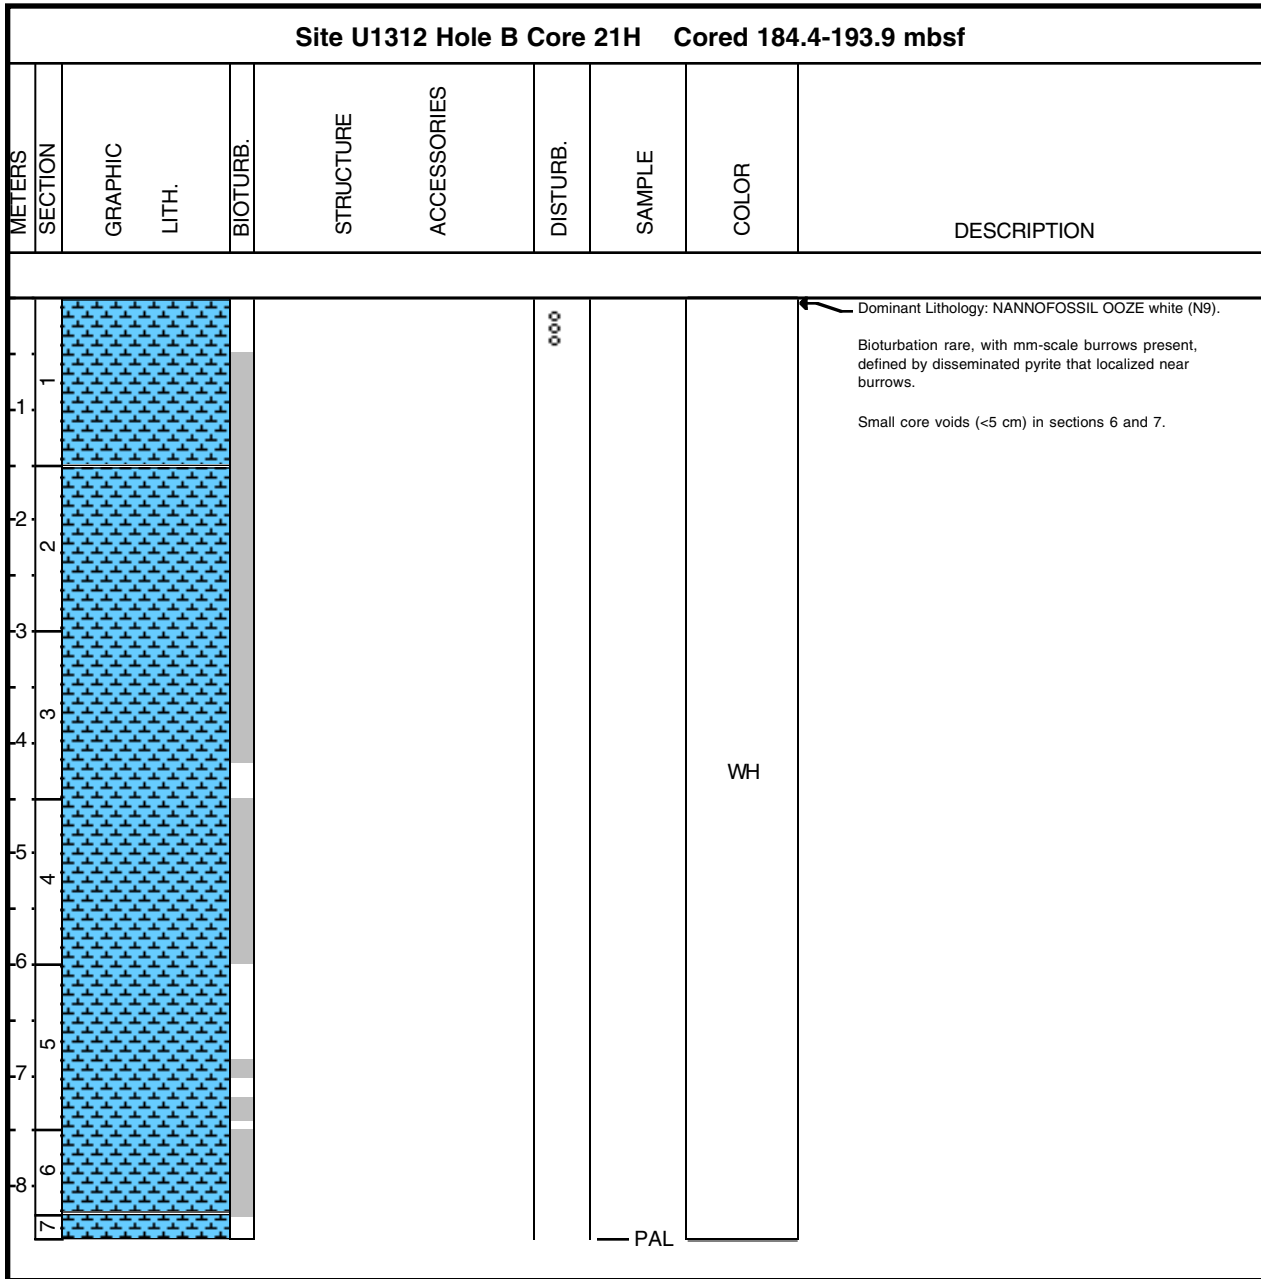 Site U1312 Hole B Core 21H Cored 184.4-193.9 mbsf
METERS
SECTION
GRAPHIC
LITH.
BIOTURB.
STRUCTURE
ACCESSORIES
DISTURB.
SAMPLE
COLOR
DESCRIPTION
Dominant Lithology: NANNOFOSSIL OOZE white (N9).
Bioturbation rare, with mm-scale burrows present,
defined by disseminated pyrite that localized near
burrows.
Small core voids (<5 cm) in sections 6 and 7.
1
1
2
2
3
3
4
WH
5
4
6
5
7
6
8
7
PAL